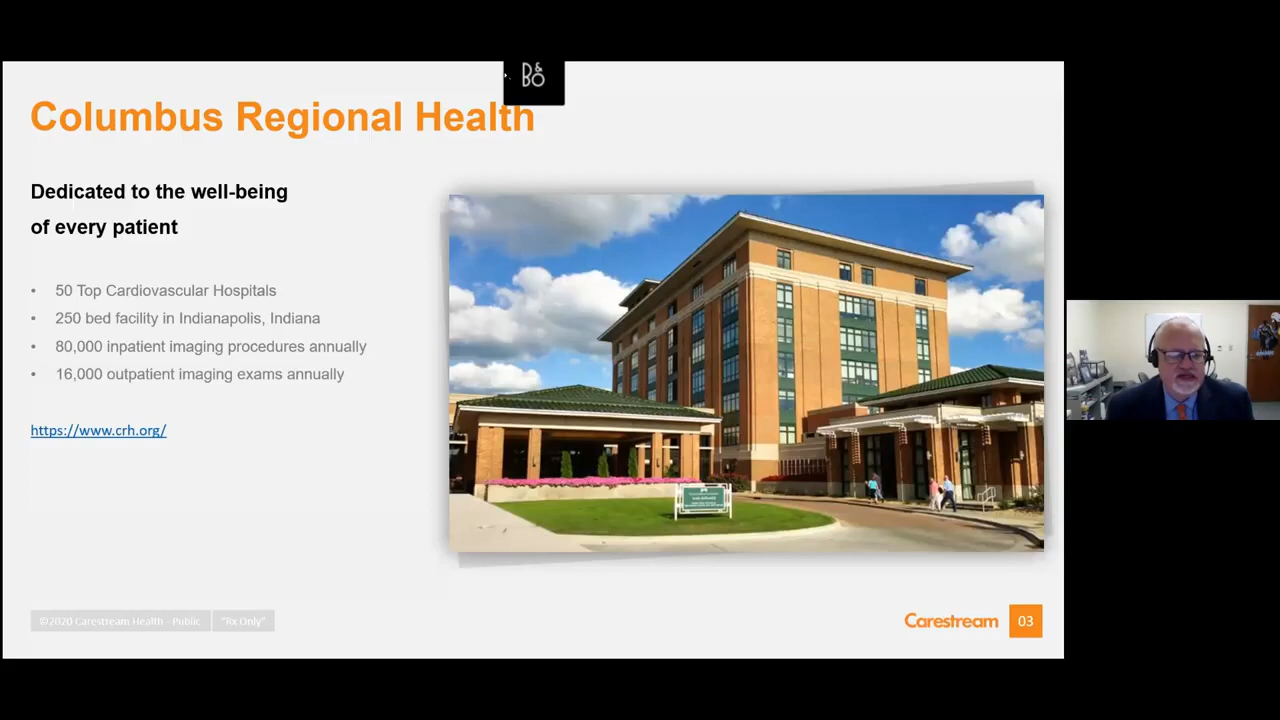 B&O
Columbus Regional Health
Dedicated to the well-being
of every patient
• 50 Top Cardiovascular Hospitals
• 250 bed facility in Indianapolis, Indiana
• 80,000 inpatient imaging procedures annually
• 16,000 outpatient imaging exams annually
https://www.crh.org/
©2020 Carestream Health - Public
"Rx Only"
Carestream
03